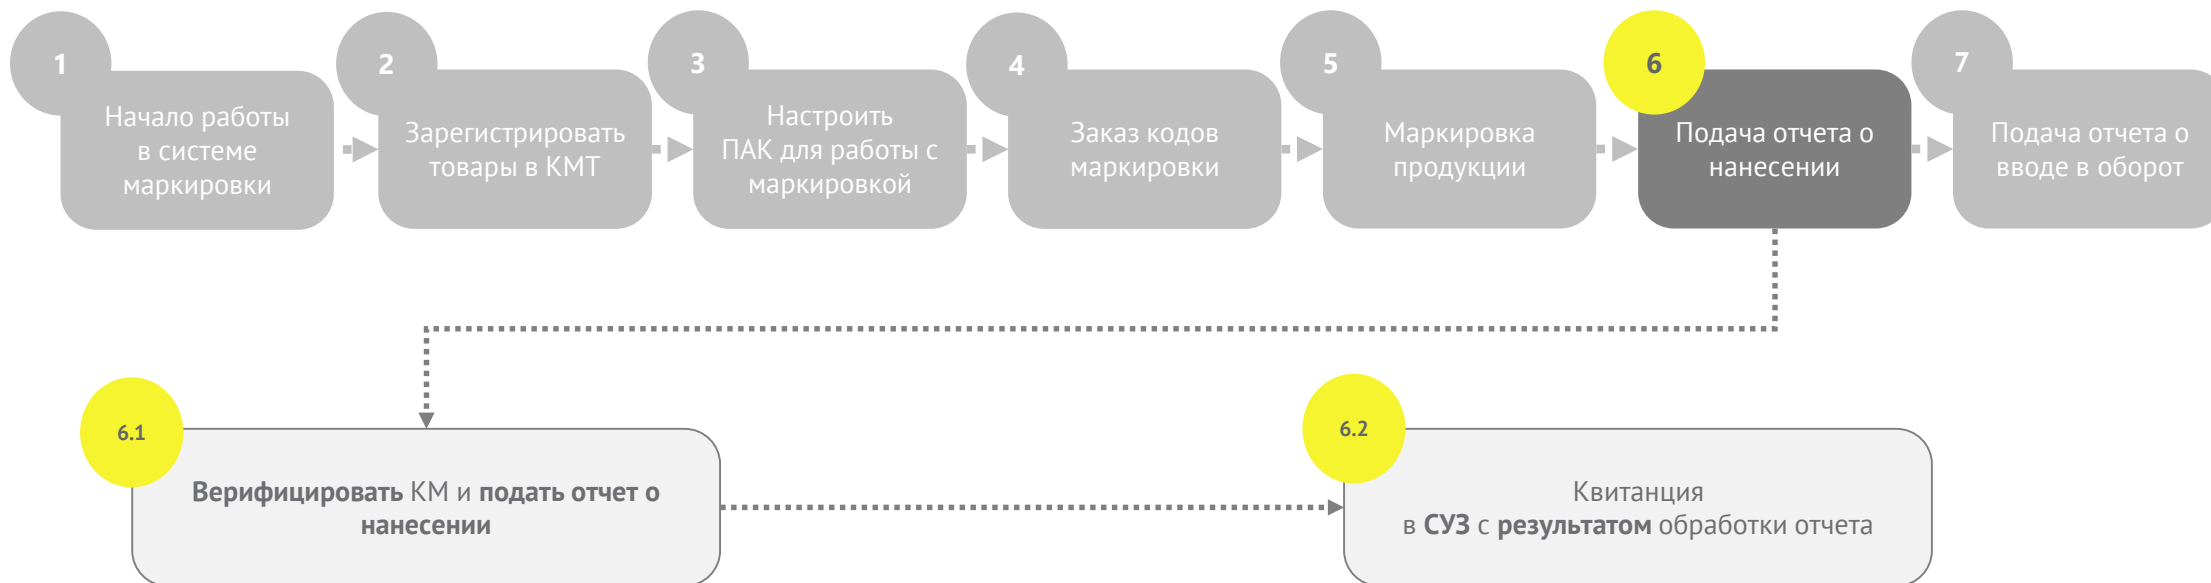 1
Начало работы
в системе
маркировки
2
Зарегистрировать
товары в КМТ
3
Настроить
ПАК для работы с
маркировкой
4
Заказ кодов
маркировки
5
Маркировка
продукции
6
Подача отчета о
нанесении
7
Подача отчета о
вводе в оборот
6.1
Верифицировать КМ и подать отчет о
нанесении
6.2
Квитанция
в СУЗ с результатом обработки отчета